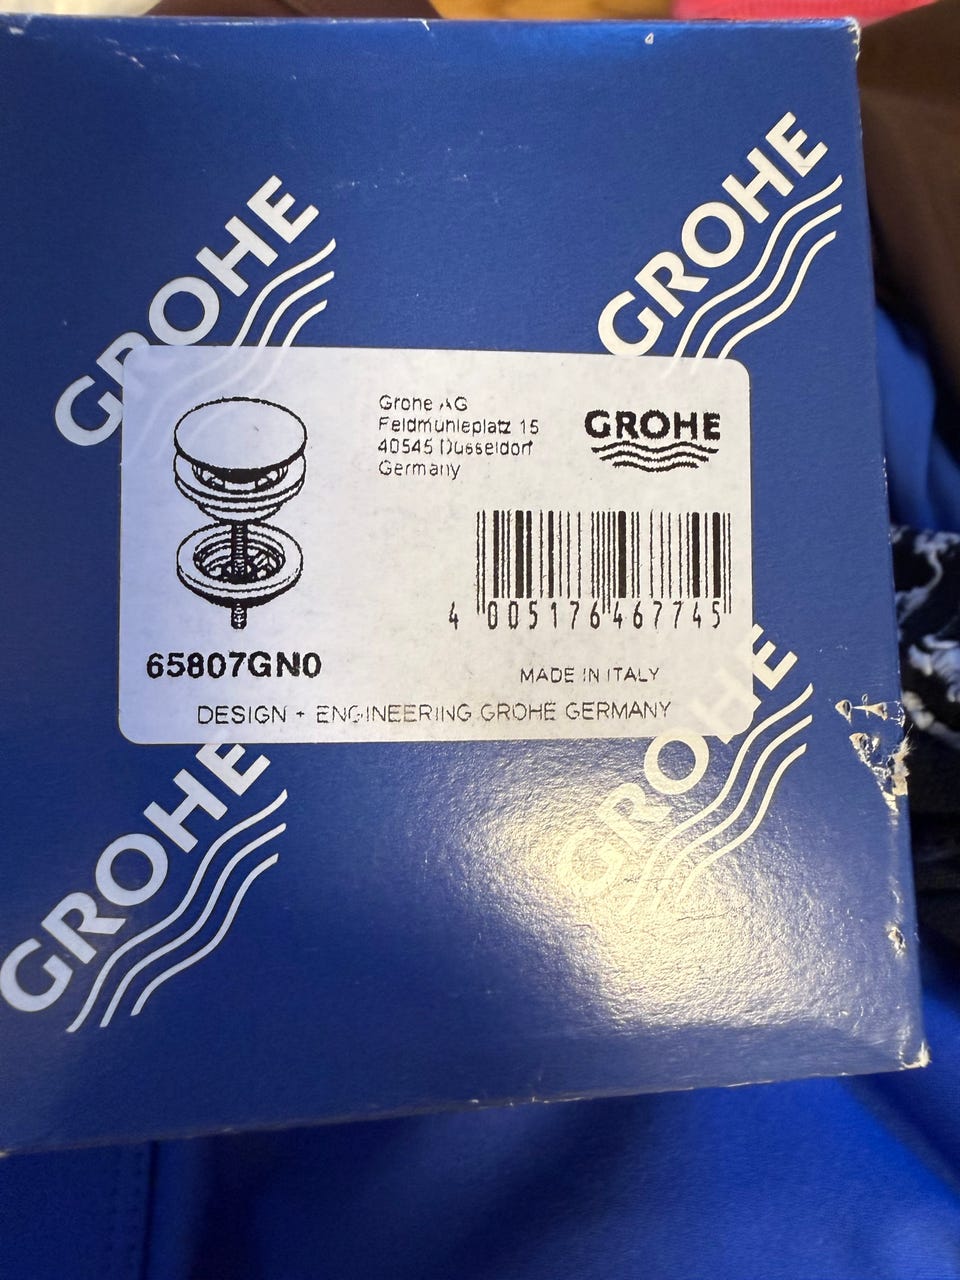 GROHE
GROHE
Grohe AG
Feldmühleplatz 15
40545 Düsseldorf
Germany
GROHE
4 005176 467745
65807GN0
MADE IN ITALY
DESIGN + ENGINEERING GROHE GERMANY
GROHE
GROHE